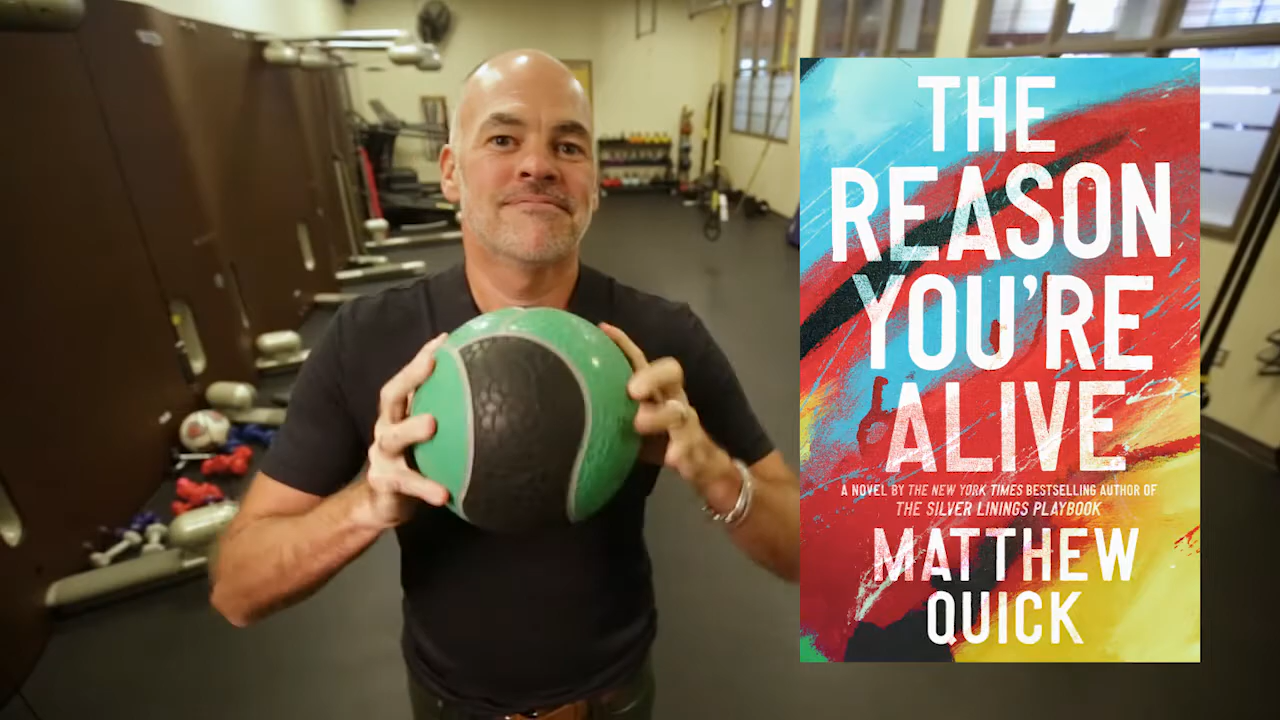 THE
REASON
YOU'RE
ALIVE
A NOVEL BY THE NEW YORK TIMES BESTSELLING AUTHOR OF
THE SILVER LININGS PLAYBOOK
MATTHEW
QUICK